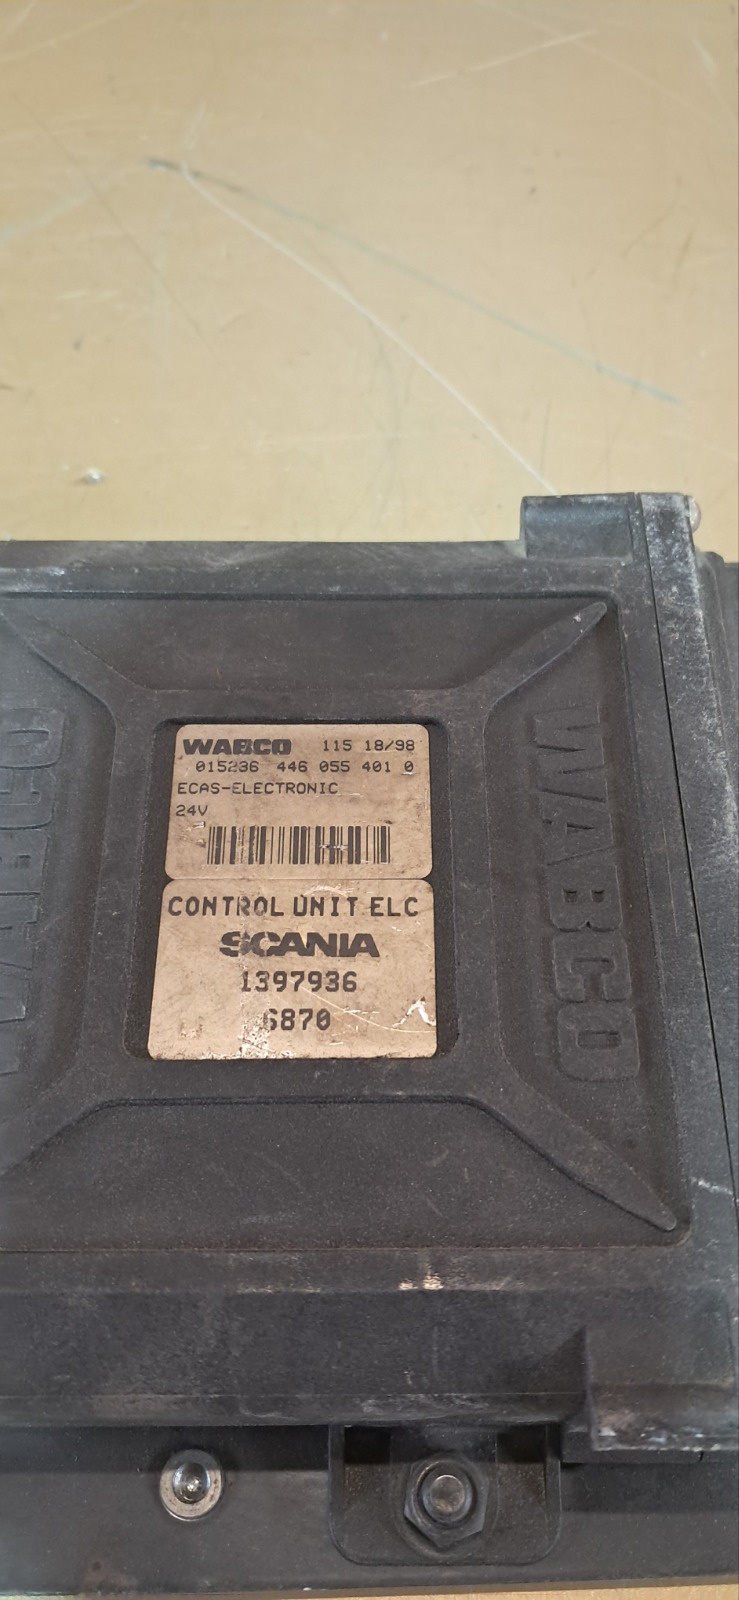 WABCO 115 18/98
015236 446 055 401 0
ECAS-ELECTRONIC
24V
CONTROL UNIT ELC
SCANIA
1397936
6870
WABCO
WABCO